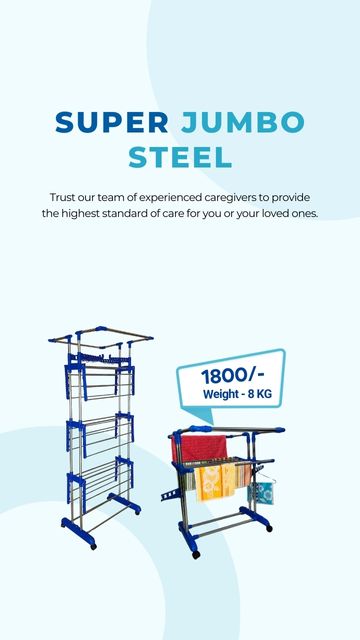 SUPER JUMBO
STEEL
Trust our team of experienced caregivers to provide
the highest standard of care for you or your loved ones.
1800/-
Weight - 8 KG